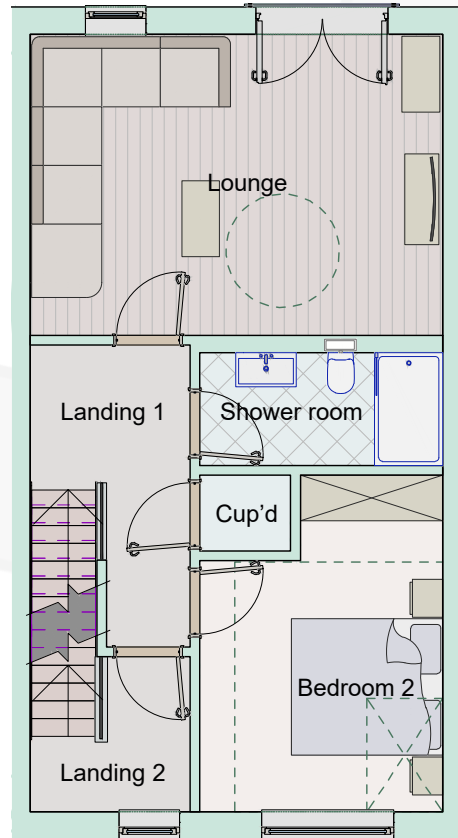 Lounge
Landing 1
Shower room
Cup’d
Bedroom 2
Landing 2